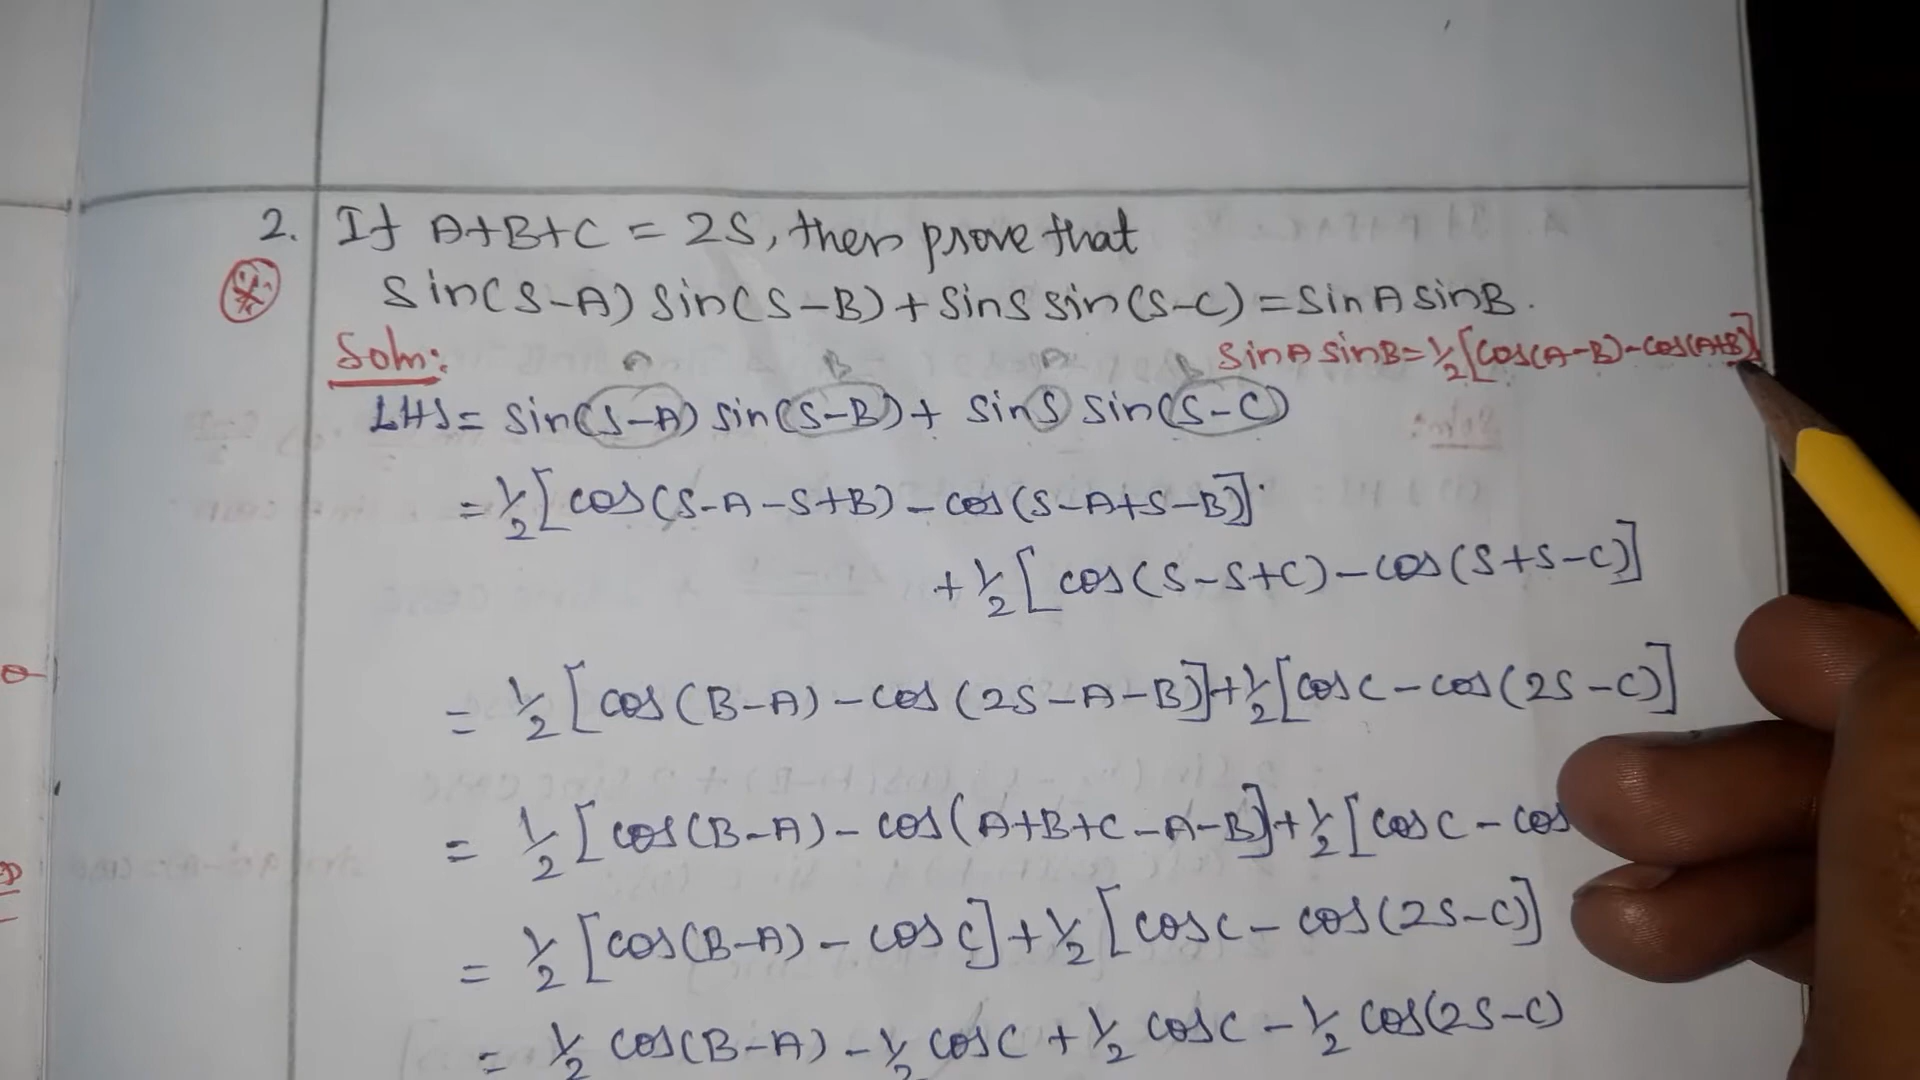 2. If A+B+C = 2S, then prove that
sin(S-A) sin(S-B) + sinS sin(S-C) = sinA sinB.
Soln:
sinA sinB = ½[cos(A-B) - cos(A+B)]
A B A B
LHS = sin(S-A) sin(S-B) + sinS sin(S-C)
= ½[cos(S-A-S+B) - cos(S-A+S-B)]
+ ½[cos(S-S+C) - cos(S+S-C)]
= ½[cos(B-A) - cos(2S-A-B)] + ½[cosC - cos(2S-C)]
= ½[cos(B-A) - cos(A+B+C-A-B)] + ½[cosC - cos
= ½[cos(B-A) - cosC] + ½[cosC - cos(2S-C)]
= ½ cos(B-A) - ½ cosC + ½ cosC - ½ cos(2S-C)